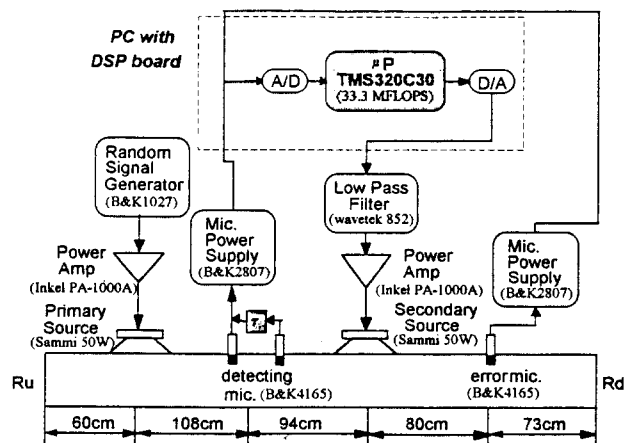 PC with
DSP board
A/D
μP
TMS320C30
(33.3 MFLOPS)
D/A
Random
Signal
Generator
(B&K1027)
Mic.
Power
Supply
(B&K2807)
Low Pass
Filter
(wavetek 852)
Mic.
Power
Supply
(B&K2807)
Power
Amp
(Inkel PA-1000A)
Power
Amp
(Inkel PA-1000A)
Primary
Source
(Sammi 50W)
Secondary
Source
(Sammi 50W)
Ru
detecting
mic. (B&K4165)
error mic.
(B&K4165)
Rd
60cm
108cm
94cm
80cm
73cm